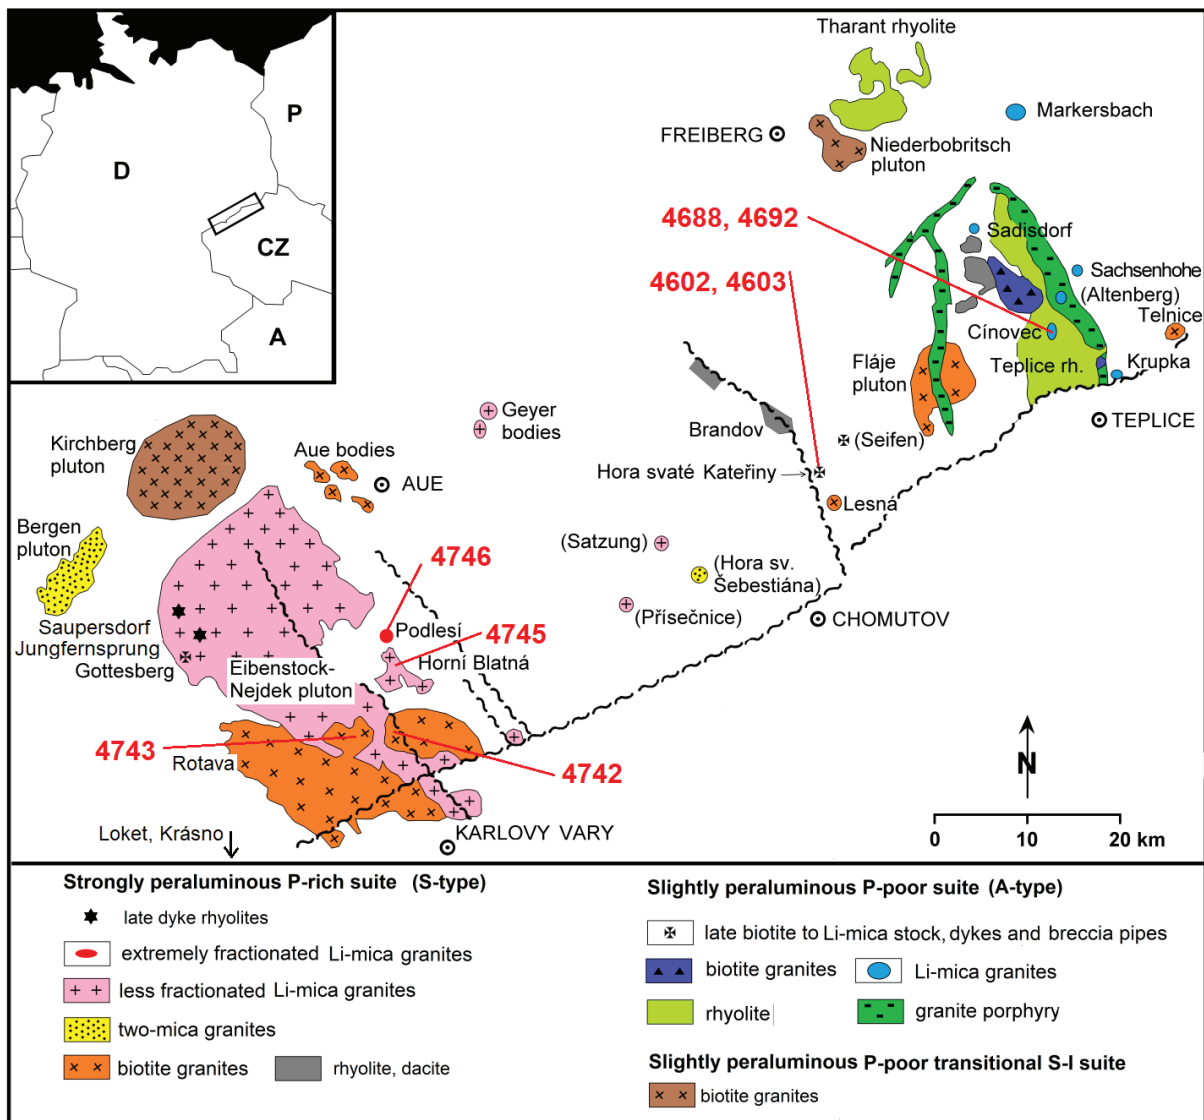 Tharant rhyolite
P
Markersbach
FREIBERG
Niederbobritsch
pluton
D
4688, 4692
Sadisdorf
CZ
4602, 4603
Sachsenhohe
(Altenberg)
Telnice
Cínovec
A
Fláje
pluton
Teplice rh.
Krupka
Geyer
bodies
TEPLICE
Kirchberg
pluton
Brandov
(Seifen)
Aue bodies
Hora svaté Kateřiny
AUE
Lesná
Bergen
pluton
(Satzung)
(Hora sv.
Šebestiána)
4746
(Přísečnice)
CHOMUTOV
Saupersdorf
Jungfernsprung
Gottesberg
Podlesí
4745
Horní Blatná
Eibenstock-
Nejdek pluton
4743
Rotava
4742
N
0 10 20 km
Loket, Krásno
KARLOVY VARY
Strongly peraluminous P-rich suite (S-type)
late dyke rhyolites
extremely fractionated Li-mica granites
less fractionated Li-mica granites
two-mica granites
biotite granites
rhyolite, dacite
Slightly peraluminous P-poor suite (A-type)
late biotite to Li-mica stock, dykes and breccia pipes
biotite granites
Li-mica granites
rhyolite
granite porphyry
Slightly peraluminous P-poor transitional S-I suite
biotite granites